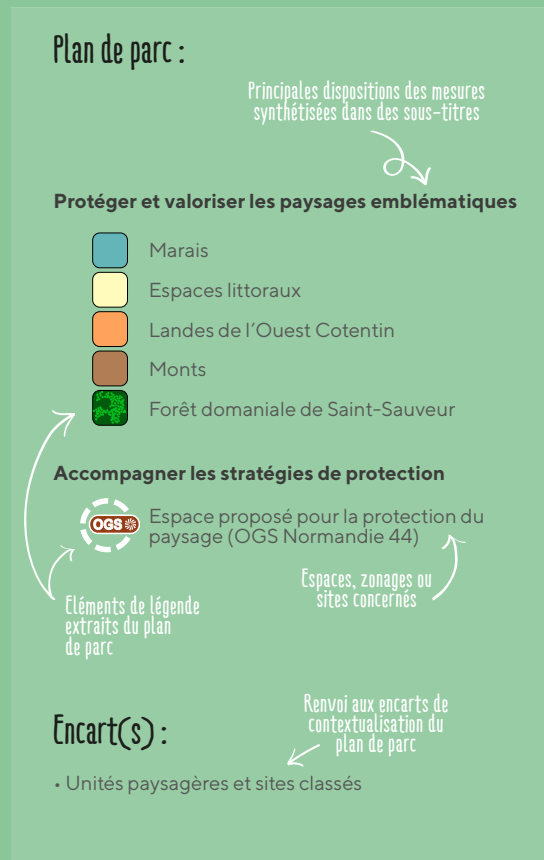 Plan de parc :
Principales dispositions des mesures
synthétisées dans des sous-titres
Protéger et valoriser les paysages emblématiques
Marais
Espaces littoraux
Landes de l'Ouest Cotentin
Monts
Forêt domaniale de Saint-Sauveur
Accompagner les stratégies de protection
OGS
Espace proposé pour la protection du
paysage (OGS Normandie 44)
Espaces, zonages ou
sites concernés
Eléments de légende
extraits du plan
de parc
Encart(s) :
Renvoi aux encarts de
contextualisation du
plan de parc
• Unités paysagères et sites classés